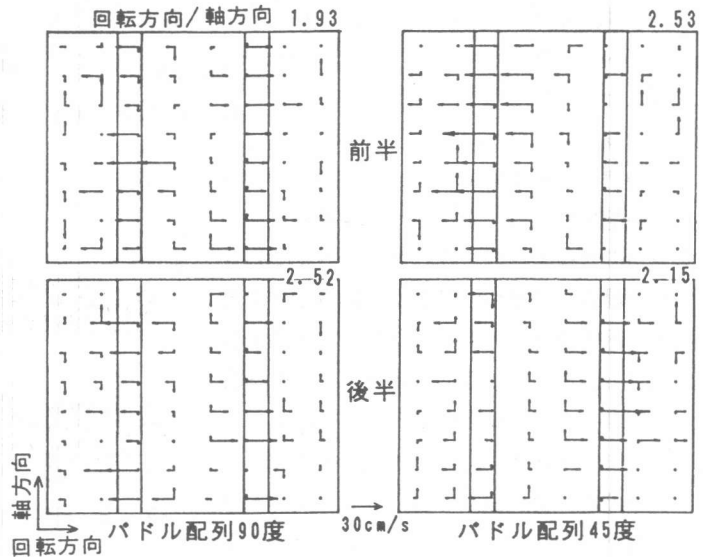 回転方向/軸方向 1.93
2.53
前半
2.52
2.15
後半
軸方向
回転方向
パドル配列90度
30cm/s
パドル配列45度